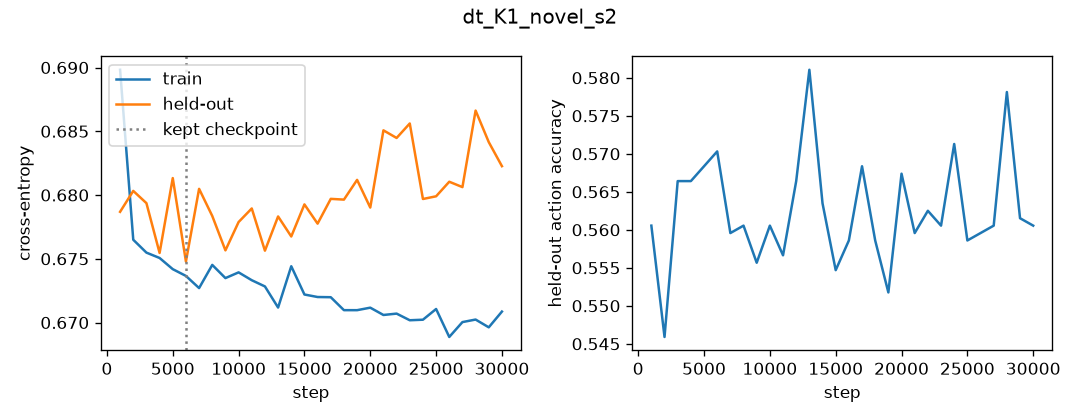 dt_K1_novel_s2
train
held-out
kept checkpoint
cross-entropy
0.690
0.685
0.680
0.675
0.670
0 5000 10000 15000 20000 25000 30000
step
held-out action accuracy
0.580
0.575
0.570
0.565
0.560
0.555
0.550
0.545
0 5000 10000 15000 20000 25000 30000
step